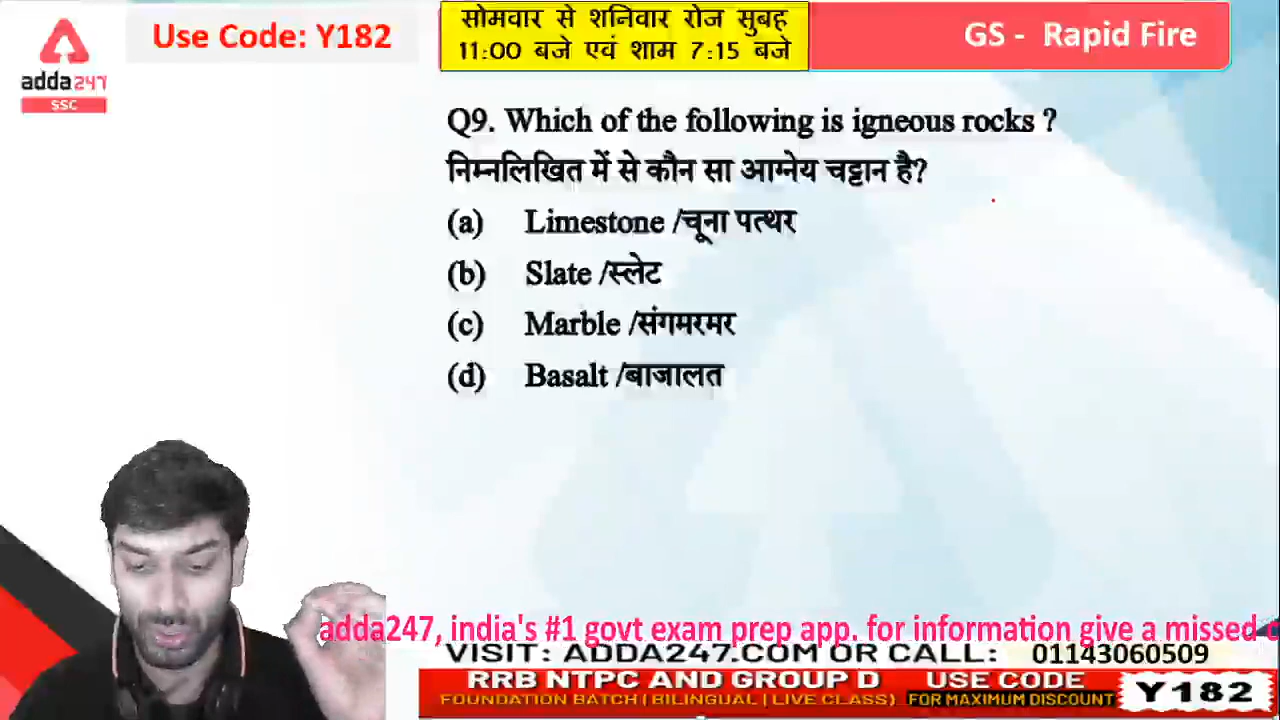 adda247
SSC
Use Code: Y182
सोमवार से शनिवार रोज सुबह
11:00 बजे एवं शाम 7:15 बजे
GS - Rapid Fire
Q9. Which of the following is igneous rocks ?
निम्नलिखित में से कौन सा आग्नेय चट्टान है?
(a) Limestone /चूना पत्थर
(b) Slate /स्लेट
(c) Marble /संगमरमर
(d) Basalt /बाजालत
adda247, india's #1 govt exam prep app. for information give a missed
VISIT: ADDA247.COM OR CALL: 01143060509
RRB NTPC AND GROUP D USE CODE
FOUNDATION BATCH ( BILINGUAL | LIVE CLASS) FOR MAXIMUM DISCOUNT
Y182